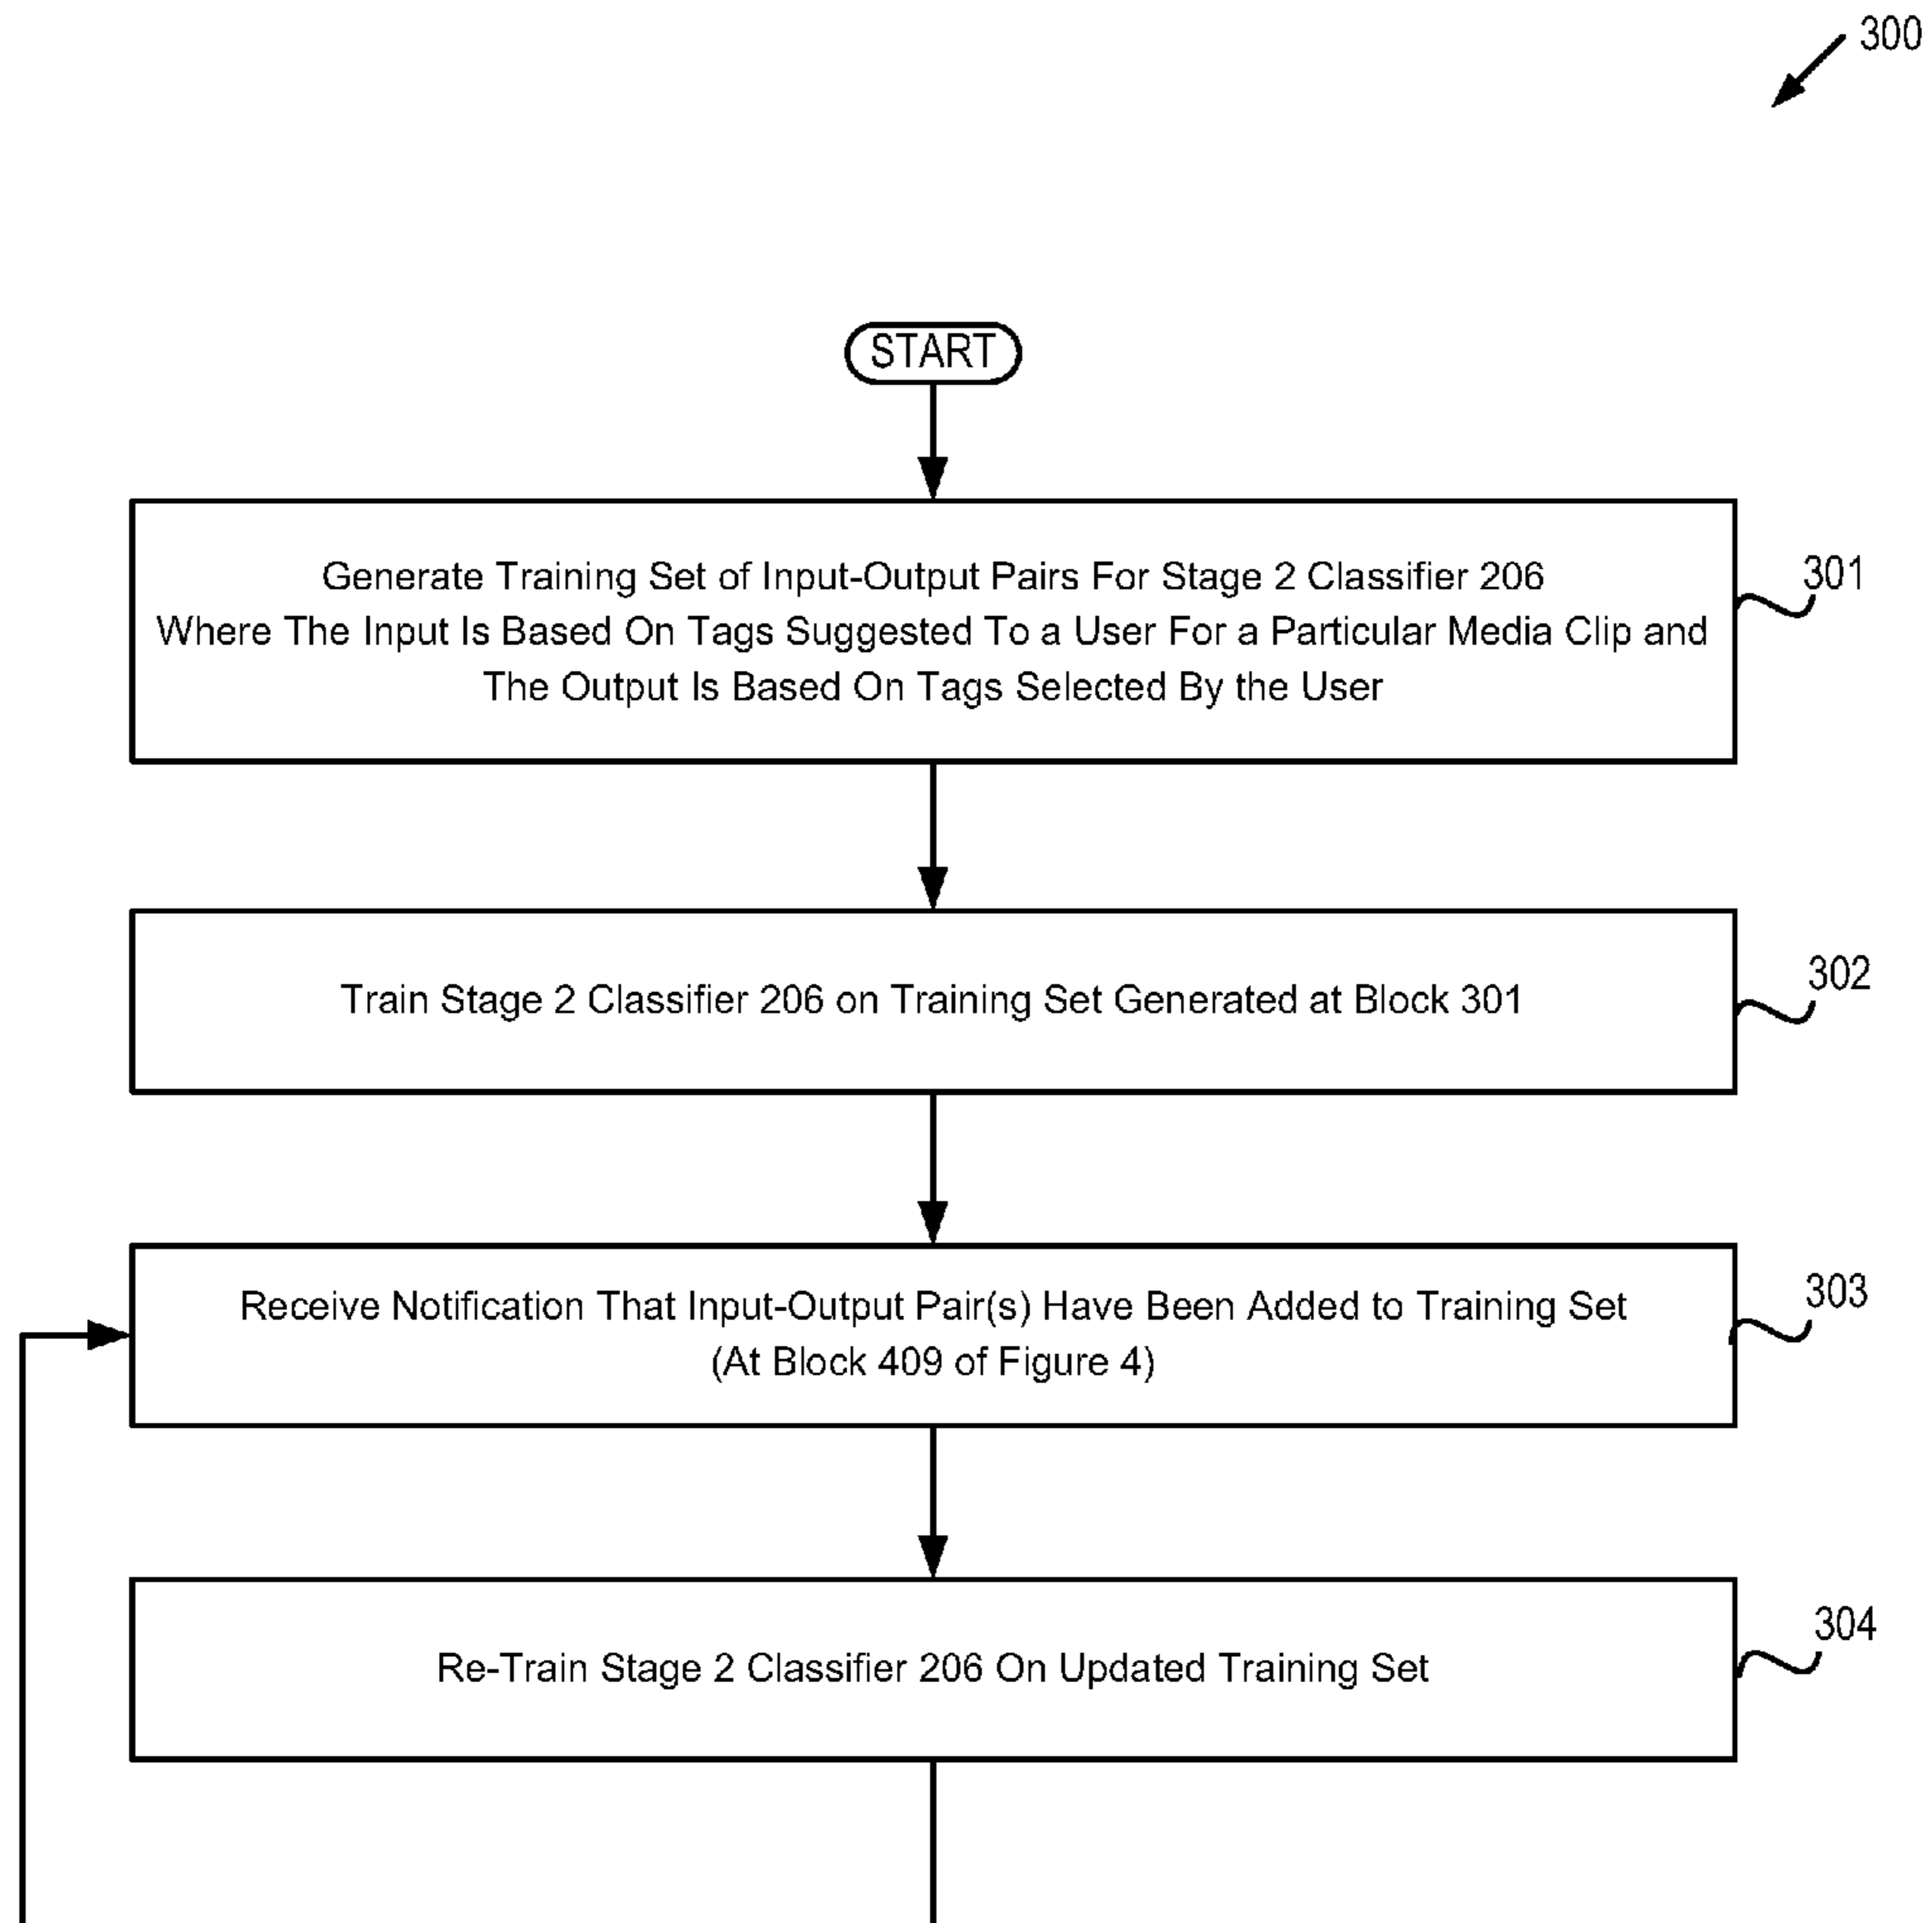 300
START
Generate Training Set of Input-Output Pairs For Stage 2 Classifier 206
Where The Input Is Based On Tags Suggested To a User For a Particular Media Clip and
The Output Is Based On Tags Selected By the User
301
Train Stage 2 Classifier 206 on Training Set Generated at Block 301
302
Receive Notification That Input-Output Pair(s) Have Been Added to Training Set
(At Block 409 of Figure 4)
303
Re-Train Stage 2 Classifier 206 On Updated Training Set
304